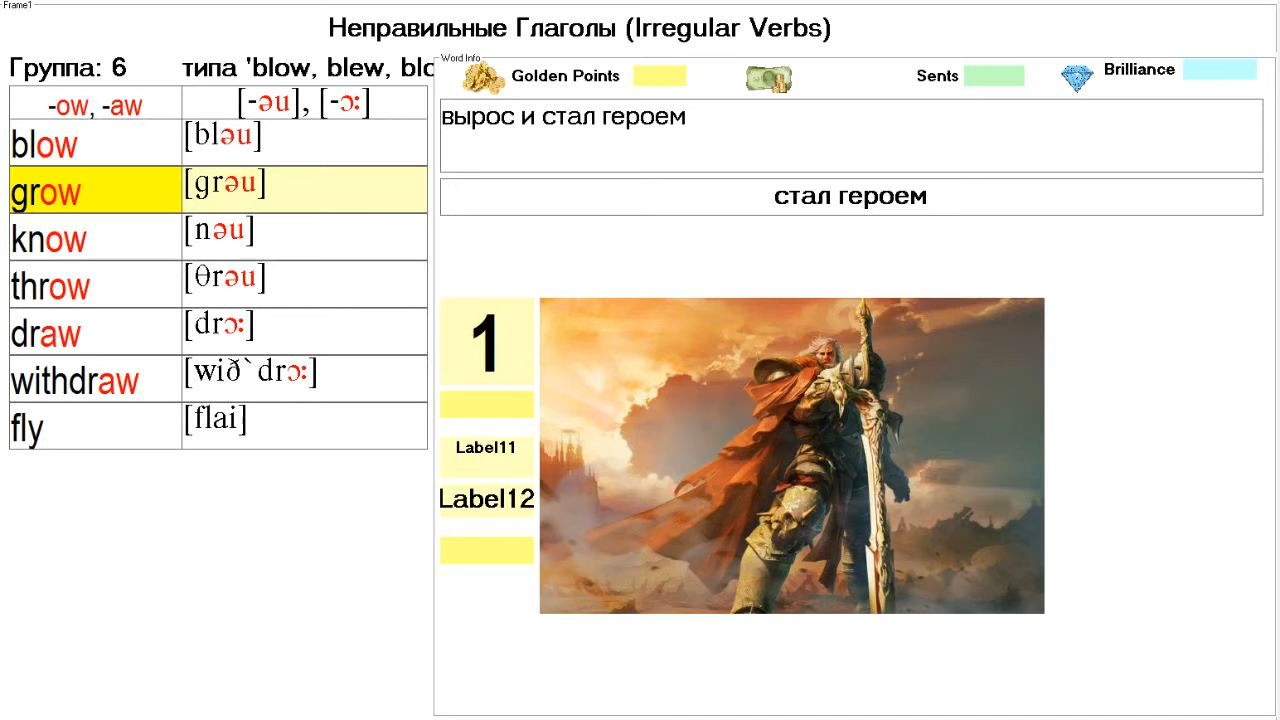 Frame1
Неправильные Глаголы (Irregular Verbs)
Группа: 6 типа 'blow, blew, blo
-ow, -aw [-əu], [-ɔ:]
blow [bləu]
grow [grəu]
know [nəu]
throw [θrəu]
draw [drɔ:]
withdraw [wið`drɔ:]
fly [flai]
Word Info
Golden Points Sents Brilliance
вырос и стал героем
стал героем
1
Label11
Label12